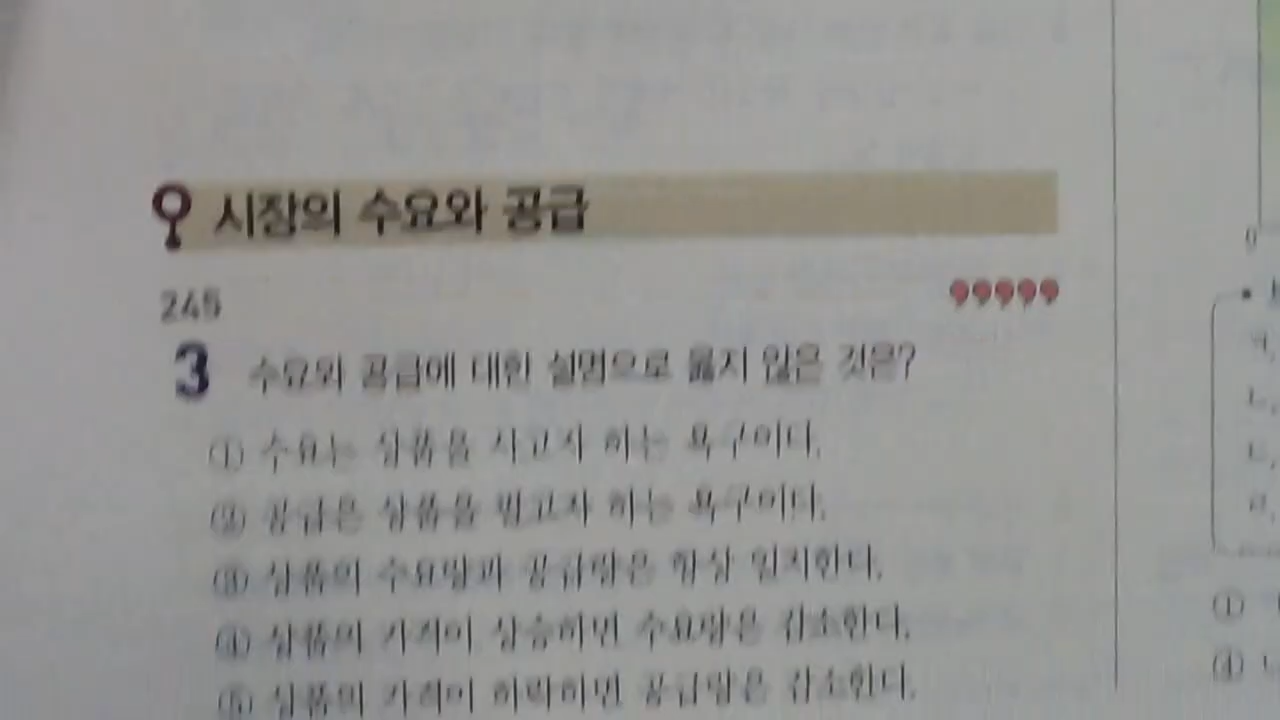 시장의 수요와 공급
245
3 수요와 공급에 대한 설명으로 옳지 않은 것은?
① 수요는 상품을 사고자 하는 욕구이다.
② 공급은 상품을 팔고자 하는 욕구이다.
③ 상품의 수요량과 공급량은 항상 일치한다.
④ 상품의 가격이 상승하면 수요량은 감소한다.
⑤ 상품의 가격이 하락하면 공급량은 감소한다.
0
①
④